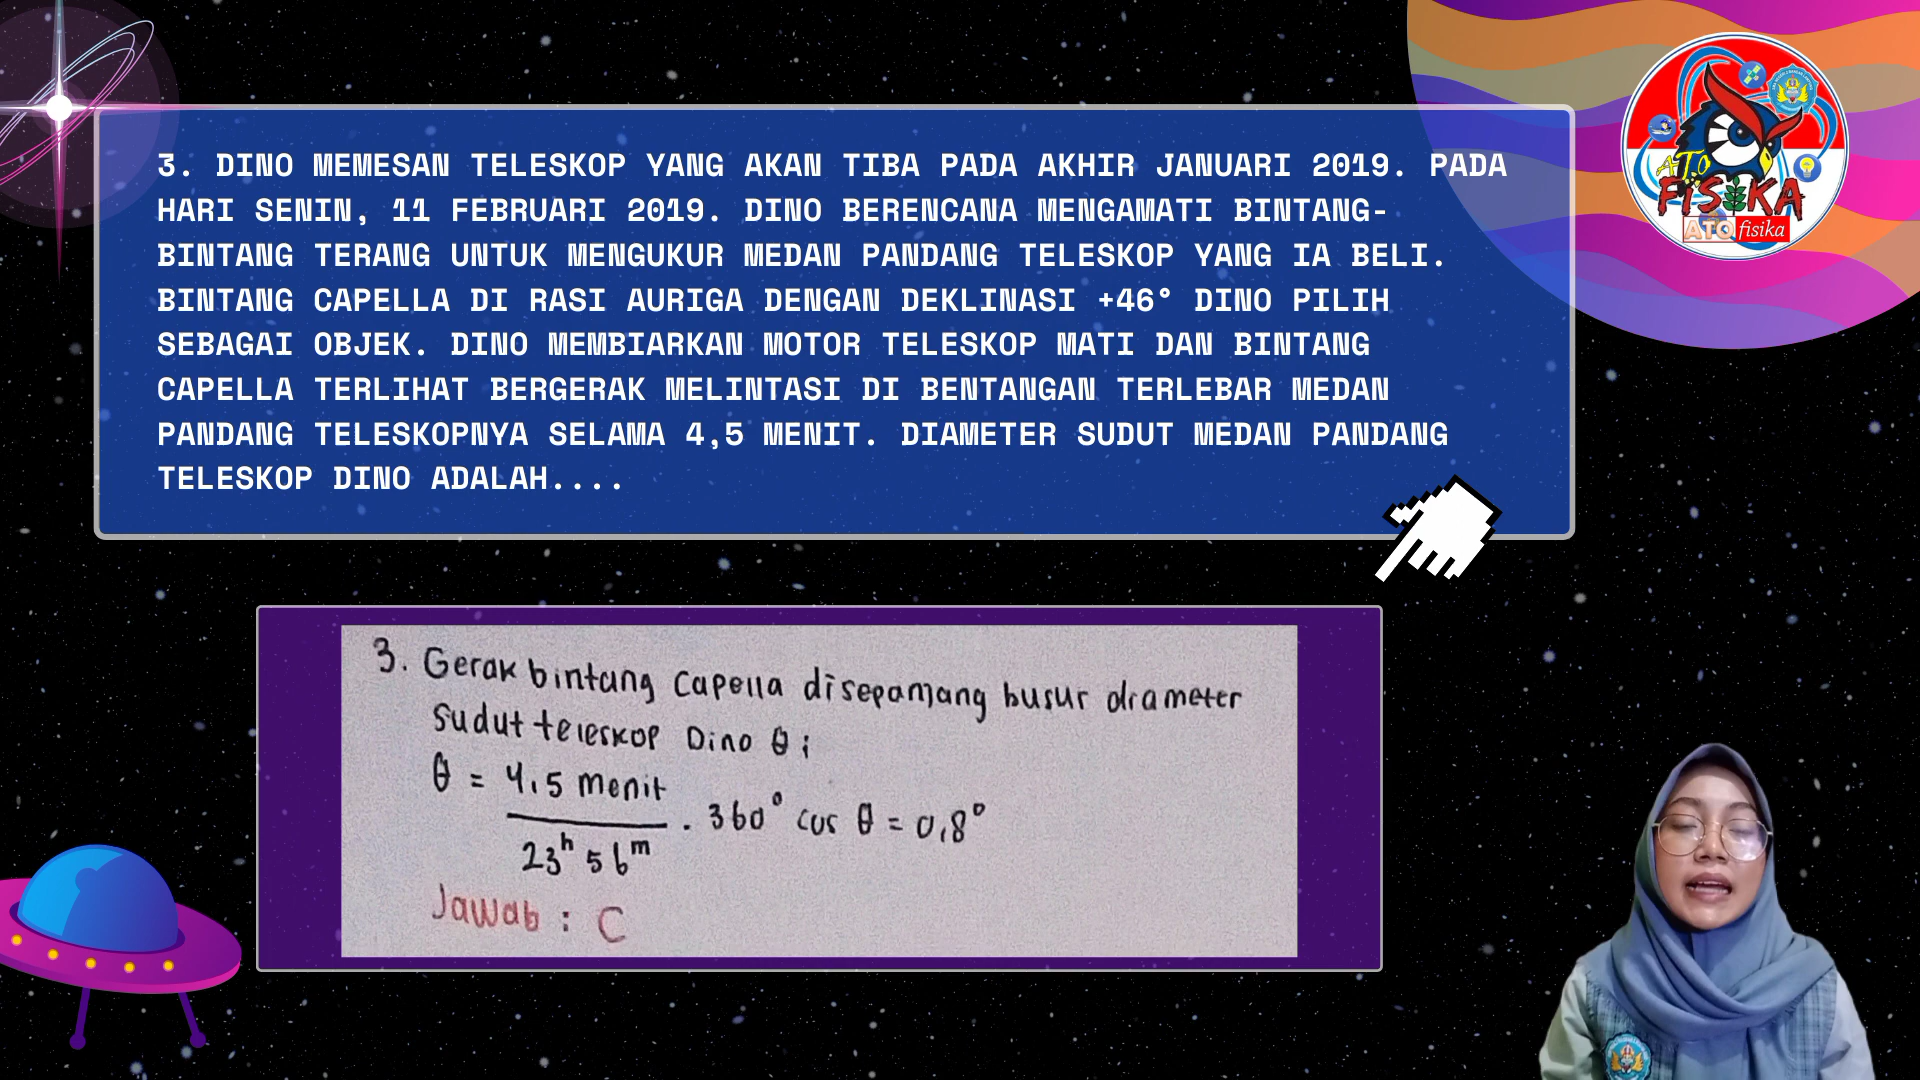 3. DINO MEMESAN TELESKOP YANG AKAN TIBA PADA AKHIR JANUARI 2019. PADA
HARI SENIN, 11 FEBRUARI 2019. DINO BERENCANA MENGAMATI BINTANG-
BINTANG TERANG UNTUK MENGUKUR MEDAN PANDANG TELESKOP YANG IA BELI.
BINTANG CAPELLA DI RASI AURIGA DENGAN DEKLINASI +46° DINO PILIH
SEBAGAI OBJEK. DINO MEMBIARKAN MOTOR TELESKOP MATI DAN BINTANG
CAPELLA TERLIHAT BERGERAK MELINTASI DI BENTANGAN TERLEBAR MEDAN
PANDANG TELESKOPNYA SELAMA 4,5 MENIT. DIAMETER SUDUT MEDAN PANDANG
TELESKOP DINO ADALAH....
ATO
FISIKA
ATO fisika
3. Gerak bintang Capella disepanjang busur diameter
sudut teleskop Dino θ ;
θ = 4,5 menit
. 360° cos θ = 0,8°
23h 56m
Jawab : C